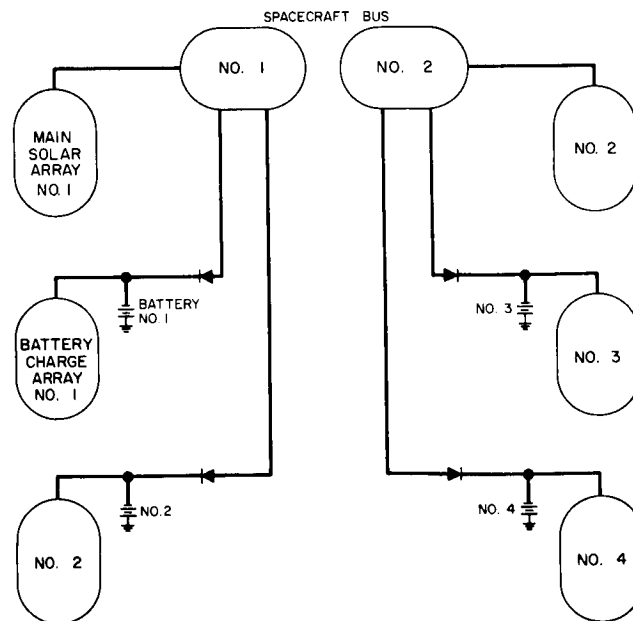 SPACECRAFT BUS
NO. 1
NO. 2
MAIN
SOLAR
ARRAY
NO. 1
NO. 2
BATTERY
NO. 1
NO. 3
BATTERY
CHARGE
ARRAY
NO. 1
NO. 3
NO. 2
NO. 4
NO. 2
NO. 4